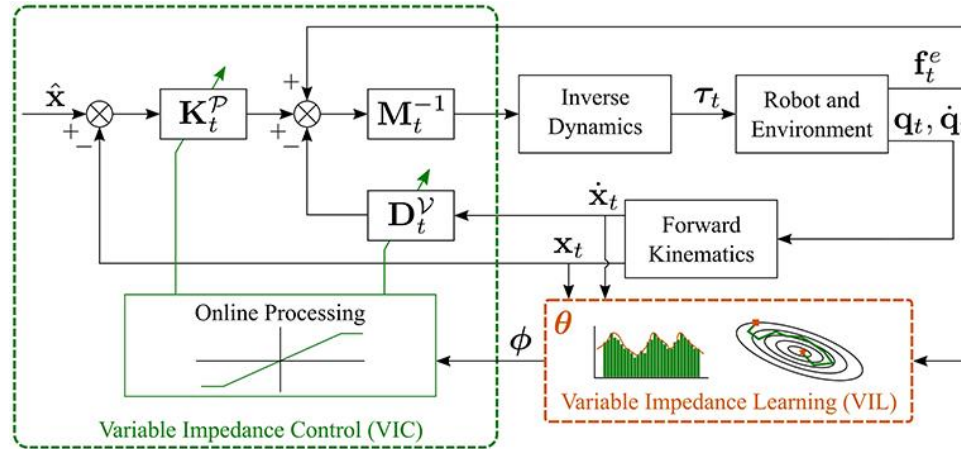 x̂
+
−
K_t^P
+
−
M_t^{-1}
Inverse
Dynamics
τ_t
Robot and
Environment
f_t^e
q_t, q̇
D_t^V
ẋ_t
x_t
Forward
Kinematics
Online Processing
ϕ
θ
Variable Impedance Learning (VIL)
Variable Impedance Control (VIC)